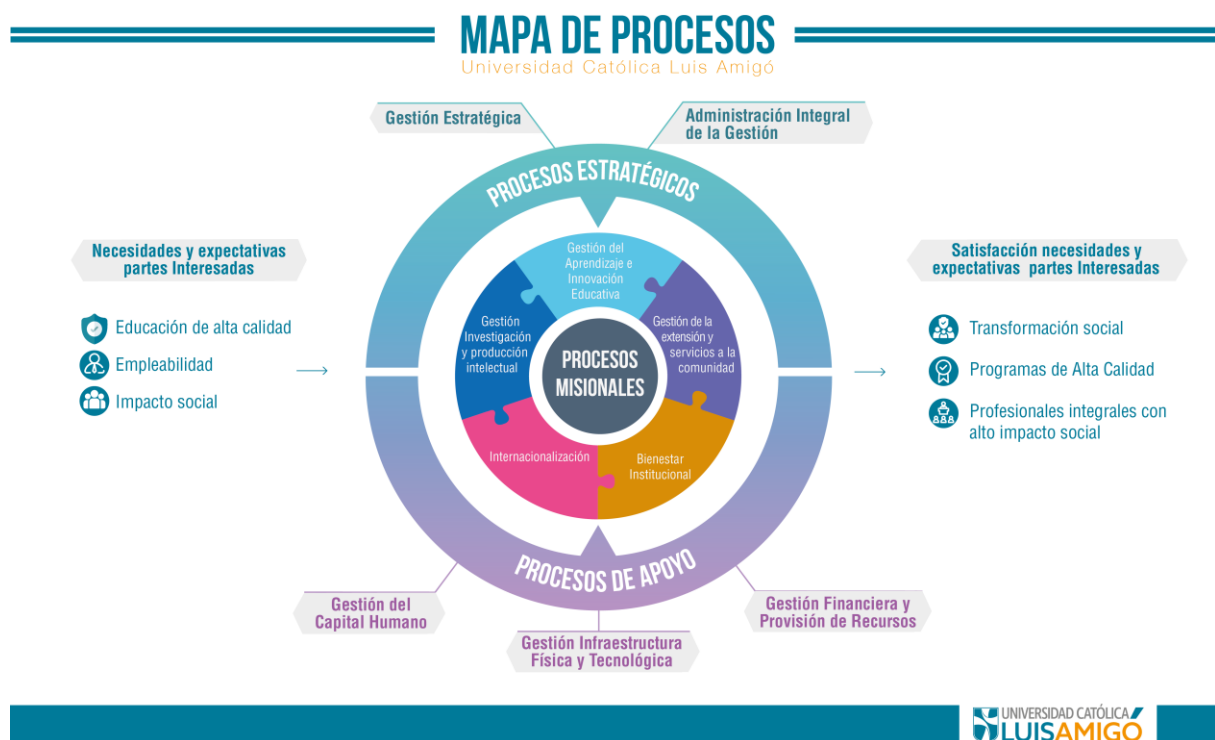 MAPA DE PROCESOS
Universidad Católica Luis Amigó
Gestión Estratégica
Administración Integral
de la Gestión
PROCESOS ESTRATÉGICOS
Necesidades y expectativas
partes Interesadas
Educación de alta calidad
Empleabilidad
Impacto social
Gestión del
Aprendizaje e
Innovación
Educativa
Gestión
Investigación
y producción
intelectual
Gestión de la
extensión y
servicios a la
comunidad
PROCESOS
MISIONALES
Internacionalización
Bienestar
Institucional
Satisfacción necesidades y
expectativas partes Interesadas
Transformación social
Programas de Alta Calidad
Profesionales integrales con
alto impacto social
PROCESOS DE APOYO
Gestión del
Capital Humano
Gestión Infraestructura
Física y Tecnológica
Gestión Financiera y
Provisión de Recursos
UNIVERSIDAD CATÓLICA
LUIS AMIGÓ